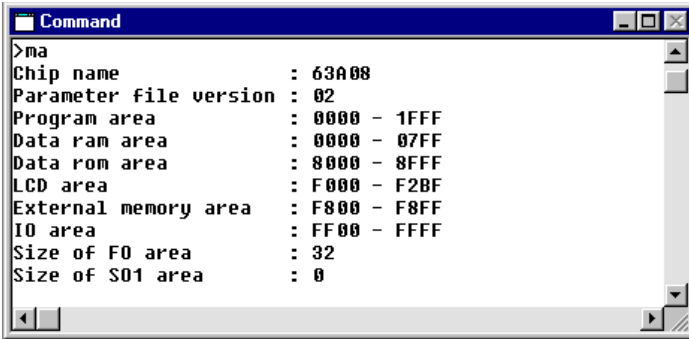 Command
>ma
Chip name : 63A08
Parameter file version : 02
Program area : 0000 - 1FFF
Data ram area : 0000 - 07FF
Data rom area : 8000 - 8FFF
LCD area : F000 - F2BF
External memory area : F800 - F8FF
IO area : FF00 - FFFF
Size of FO area : 32
Size of SO1 area : 0